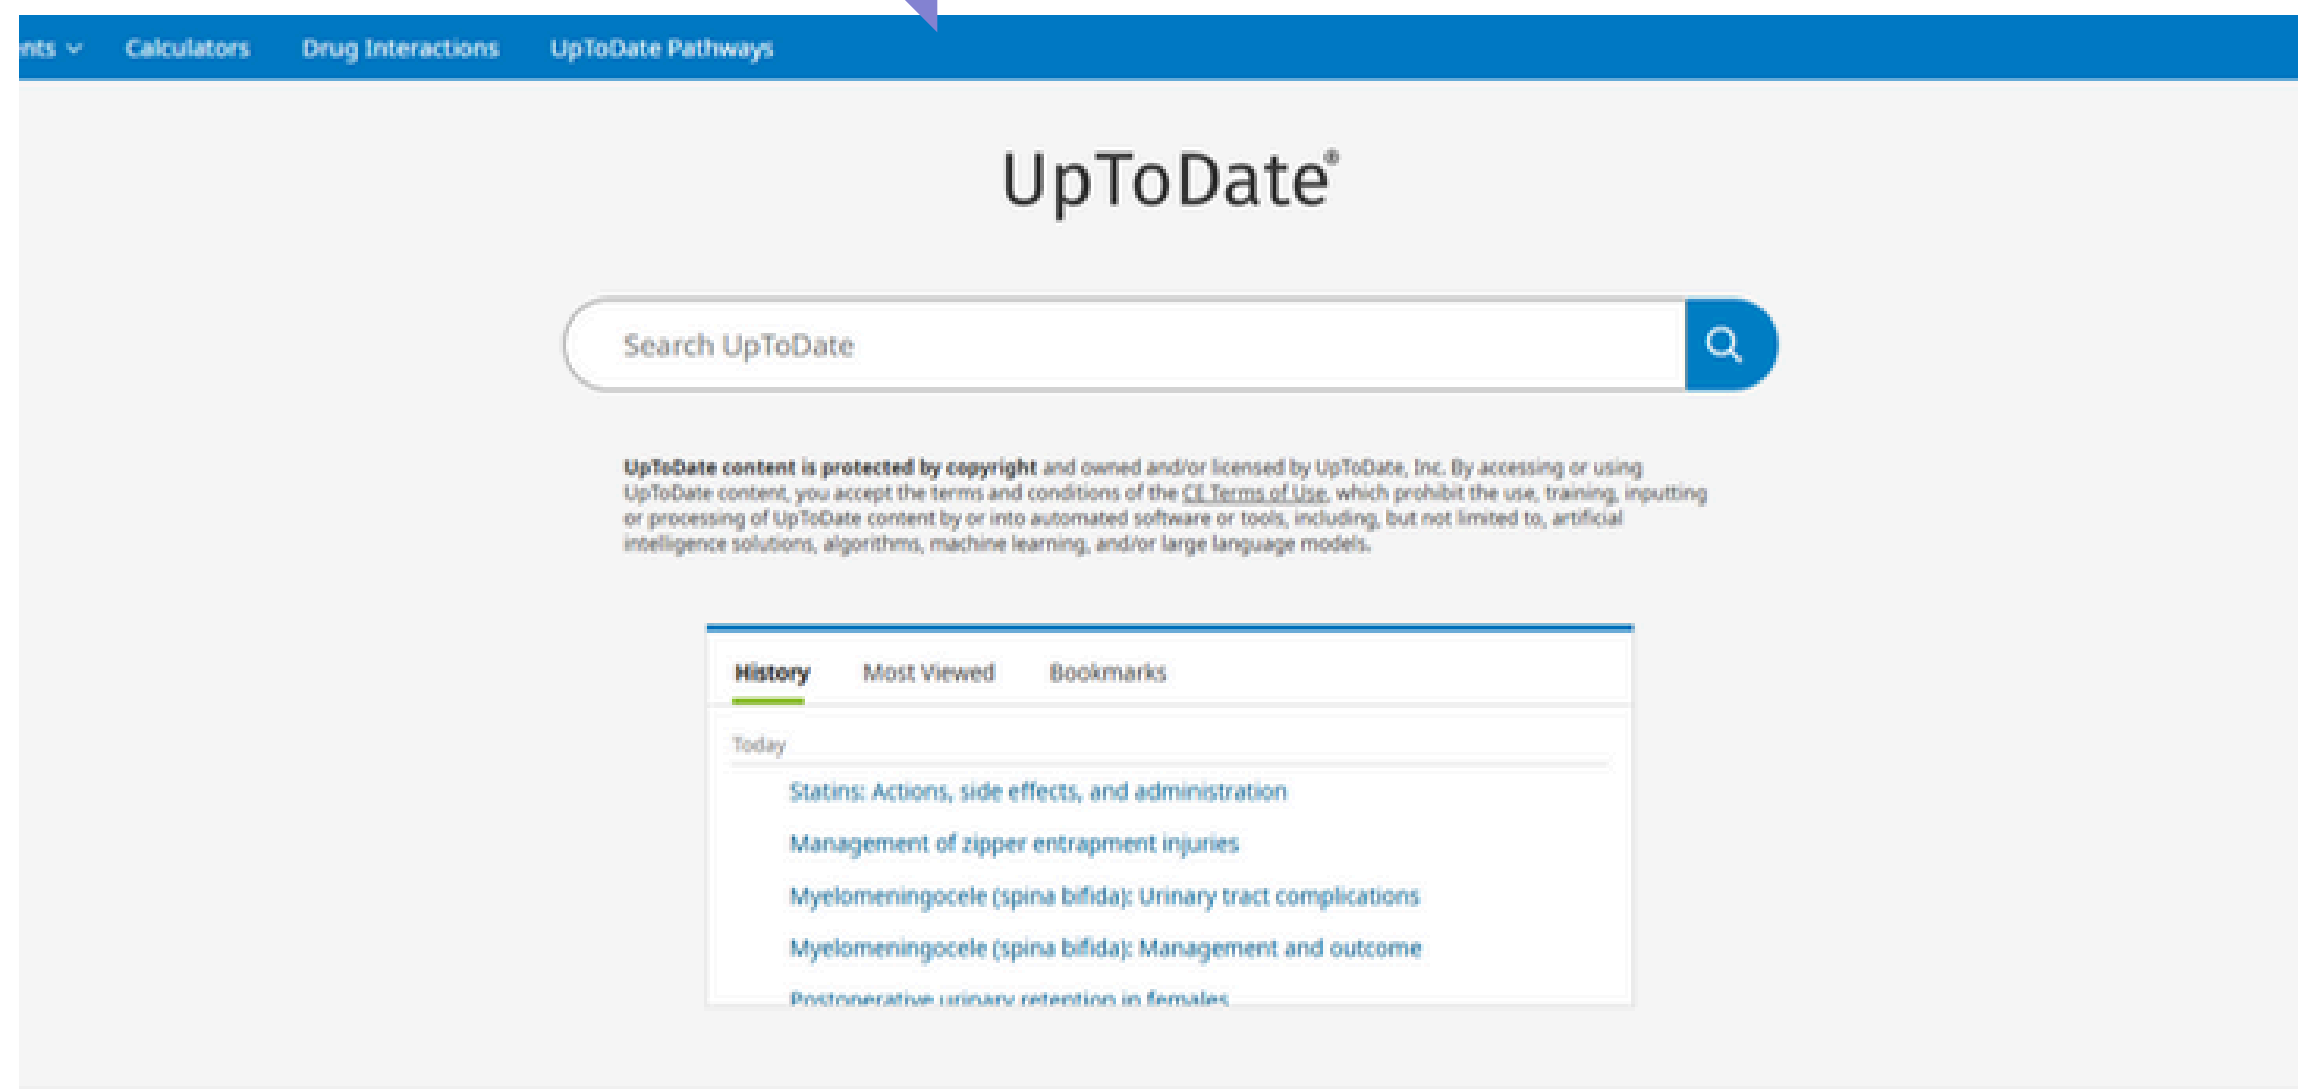 Calculators Drug Interactions UpToDate Pathways
UpToDate®
Search UpToDate
UpToDate content is protected by copyright and owned and/or licensed by UpToDate, Inc. By accessing or using
UpToDate content, you accept the terms and conditions of the CE Terms of Use, which prohibit the use, training, inputting
or processing of UpToDate content by or into automated software or tools, including, but not limited to, artificial
intelligence solutions, algorithms, machine learning, and/or large language models.
History Most Viewed Bookmarks
Today
Statins: Actions, side effects, and administration
Management of zipper entrapment injuries
Myelomeningocele (spina bifida): Urinary tract complications
Myelomeningocele (spina bifida): Management and outcome
Postoperative urinary retention in females